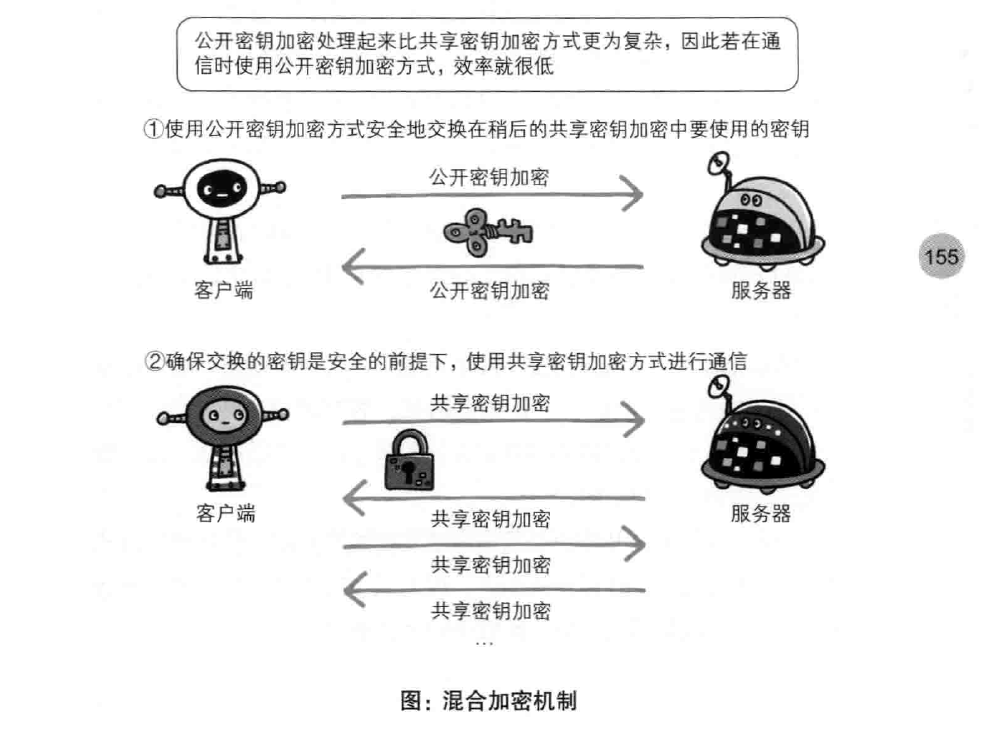 公开密钥加密处理起来比共享密钥加密方式更为复杂，因此若在通
信时使用公开密钥加密方式，效率就很低
①使用公开密钥加密方式安全地交换在稍后的共享密钥加密中要使用的密钥
公开密钥加密
公开密钥加密
客户端
服务器
155
②确保交换的密钥是安全的前提下，使用共享密钥加密方式进行通信
共享密钥加密
客户端
服务器
共享密钥加密
共享密钥加密
共享密钥加密
…
图：混合加密机制